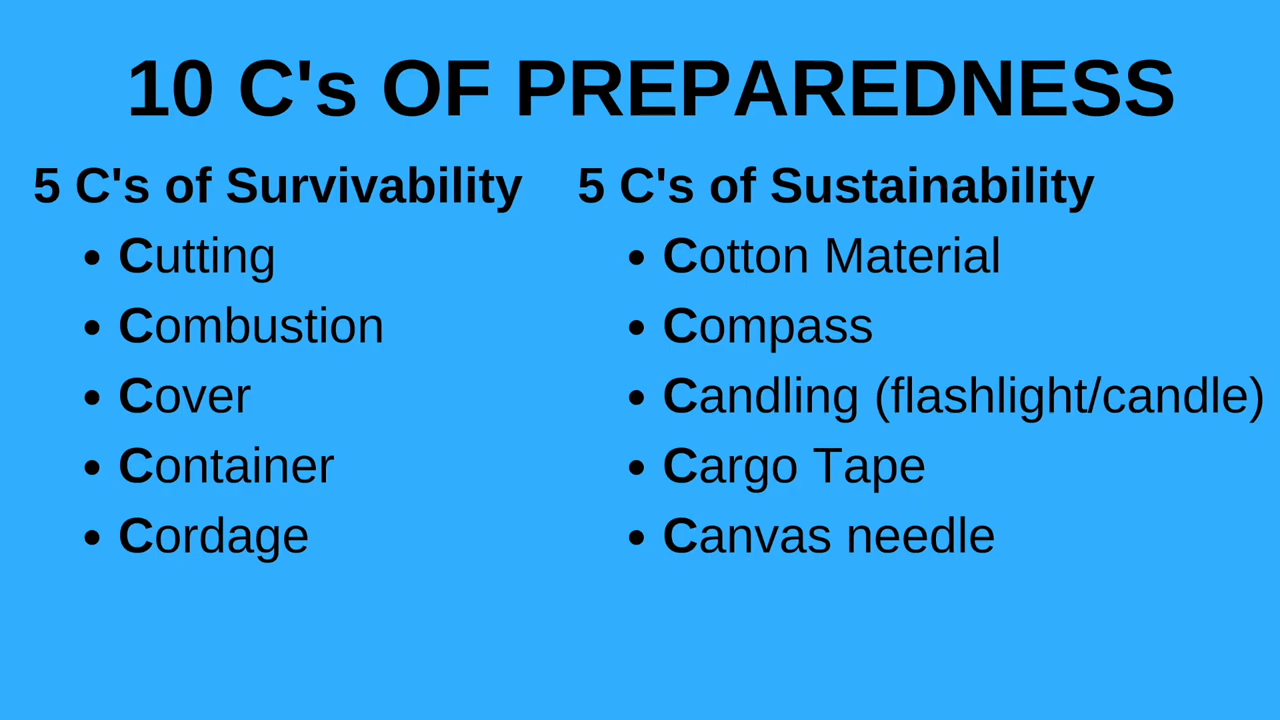 10 C's OF PREPAREDNESS
5 C's of Survivability
• Cutting
• Combustion
• Cover
• Container
• Cordage
5 C's of Sustainability
• Cotton Material
• Compass
• Candling (flashlight/candle)
• Cargo Tape
• Canvas needle